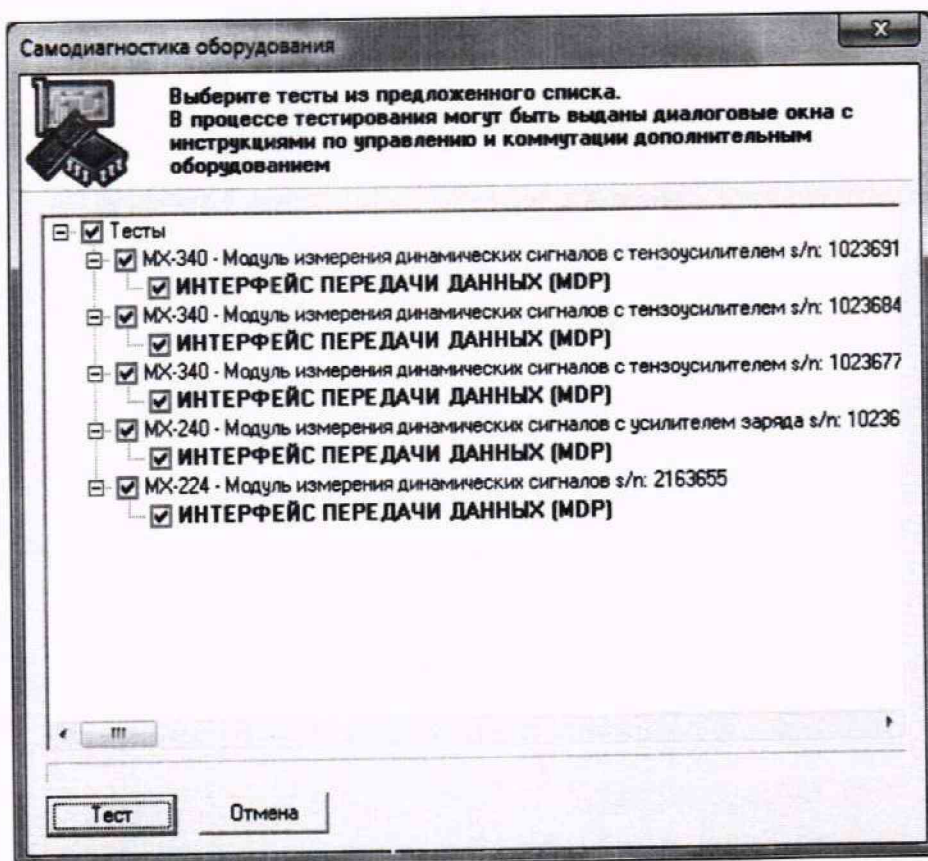 Самодиагностика оборудования
Выберите тесты из предложенного списка.
В процессе тестирования могут быть выданы диалоговые окна с
инструкциями по управлению и коммутации дополнительным
оборудованием
Тесты
MX-340 - Модуль измерения динамических сигналов с тензоусилителем s/n: 1023691
ИНТЕРФЕЙС ПЕРЕДАЧИ ДАННЫХ (MDP)
MX-340 - Модуль измерения динамических сигналов с тензоусилителем s/n: 1023684
ИНТЕРФЕЙС ПЕРЕДАЧИ ДАННЫХ (MDP)
MX-340 - Модуль измерения динамических сигналов с тензоусилителем s/n: 1023677
ИНТЕРФЕЙС ПЕРЕДАЧИ ДАННЫХ (MDP)
MX-240 - Модуль измерения динамических сигналов с усилителем заряда s/n: 10236
ИНТЕРФЕЙС ПЕРЕДАЧИ ДАННЫХ (MDP)
MX-224 - Модуль измерения динамических сигналов s/n: 2163655
ИНТЕРФЕЙС ПЕРЕДАЧИ ДАННЫХ (MDP)
Тест Отмена